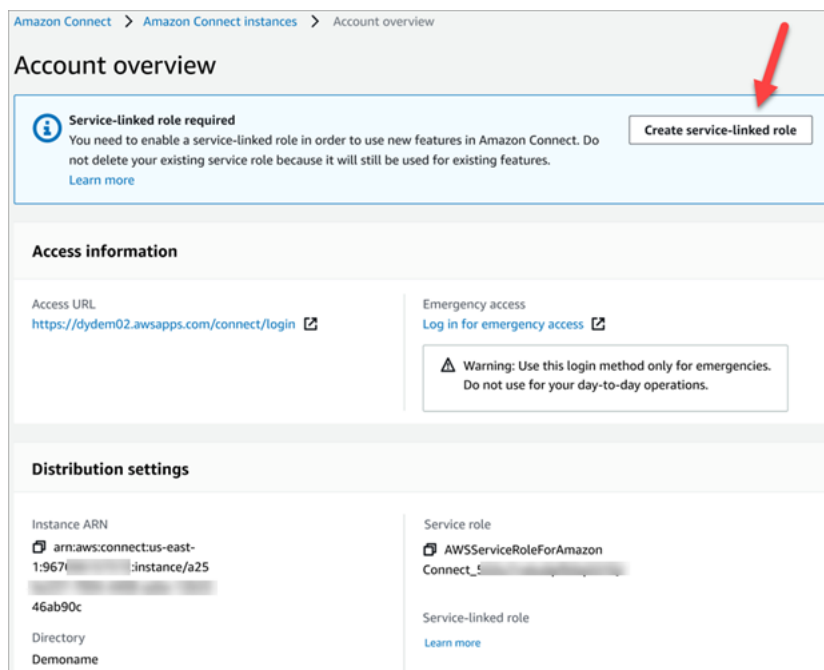 Amazon Connect > Amazon Connect instances > Account overview
Account overview
Service-linked role required
You need to enable a service-linked role in order to use new features in Amazon Connect. Do
not delete your existing service role because it will still be used for existing features.
Learn more
Create service-linked role
Access information
Access URL
https://dydem02.awsapps.com/connect/login
Emergency access
Log in for emergency access
Warning: Use this login method only for emergencies.
Do not use for your day-to-day operations.
Distribution settings
Instance ARN
arn:aws:connect:us-east-
1:967 :instance/a25
46ab90c
Directory
Demoname
Service role
AWSServiceRoleForAmazon
Connect_
Service-linked role
Learn more